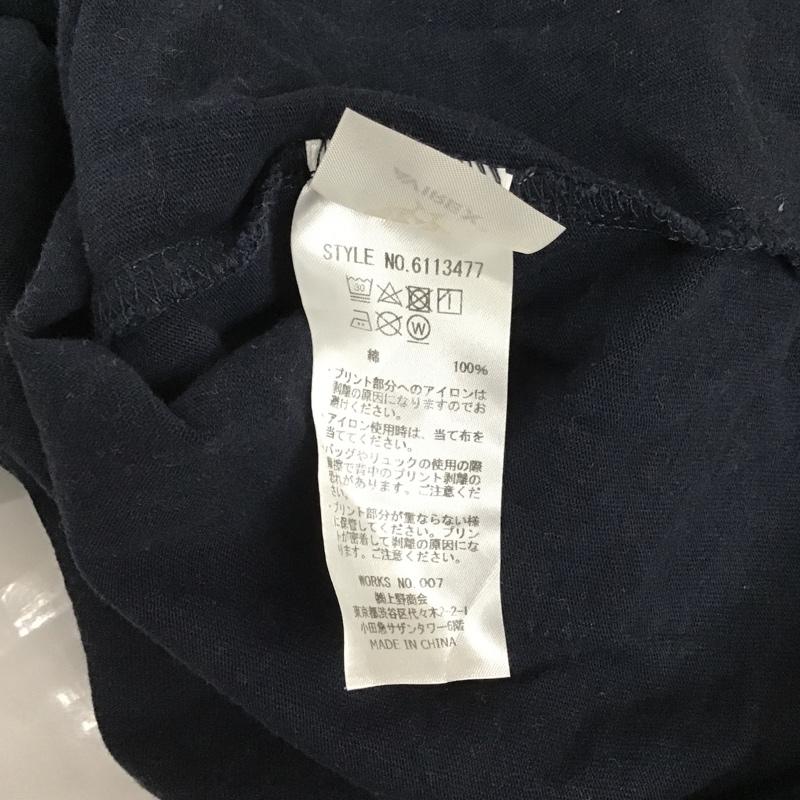 AVIREX
STYLE NO.6113477
30
W
綿 100%
・プリント部分へのアイロンは
剥離の原因になりますのでお
避けください。
・アイロン使用時は、当て布を
当ててください。
・バッグやリュックの使用の際
摩擦で背中のプリント剥離の
恐れがあります。ご注意くだ
さい。
・プリント部分が重ならない様
に保管してください。プリン
トが密着して剥離の原因にな
ります。ご注意ください。
WORKS NO.007
㈱上野商会
東京都渋谷区代々木2-2-1
小田急サザンタワー6階
MADE IN CHINA